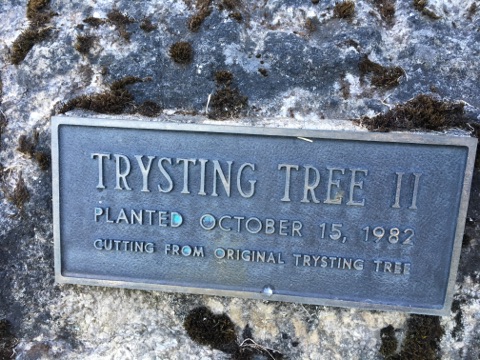 TRYSTING TREE II
PLANTED OCTOBER 15, 1982
CUTTING FROM ORIGINAL TRYSTING TREE